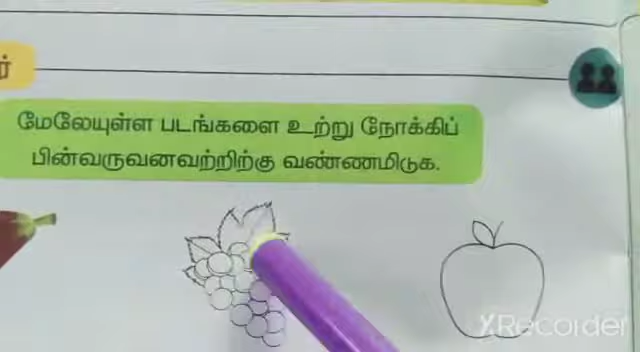 ர்
மேலேயுள்ள படங்களை உற்று நோக்கிப்
பின்வருவனவற்றிற்கு வண்ணமிடுக.
XRecorder